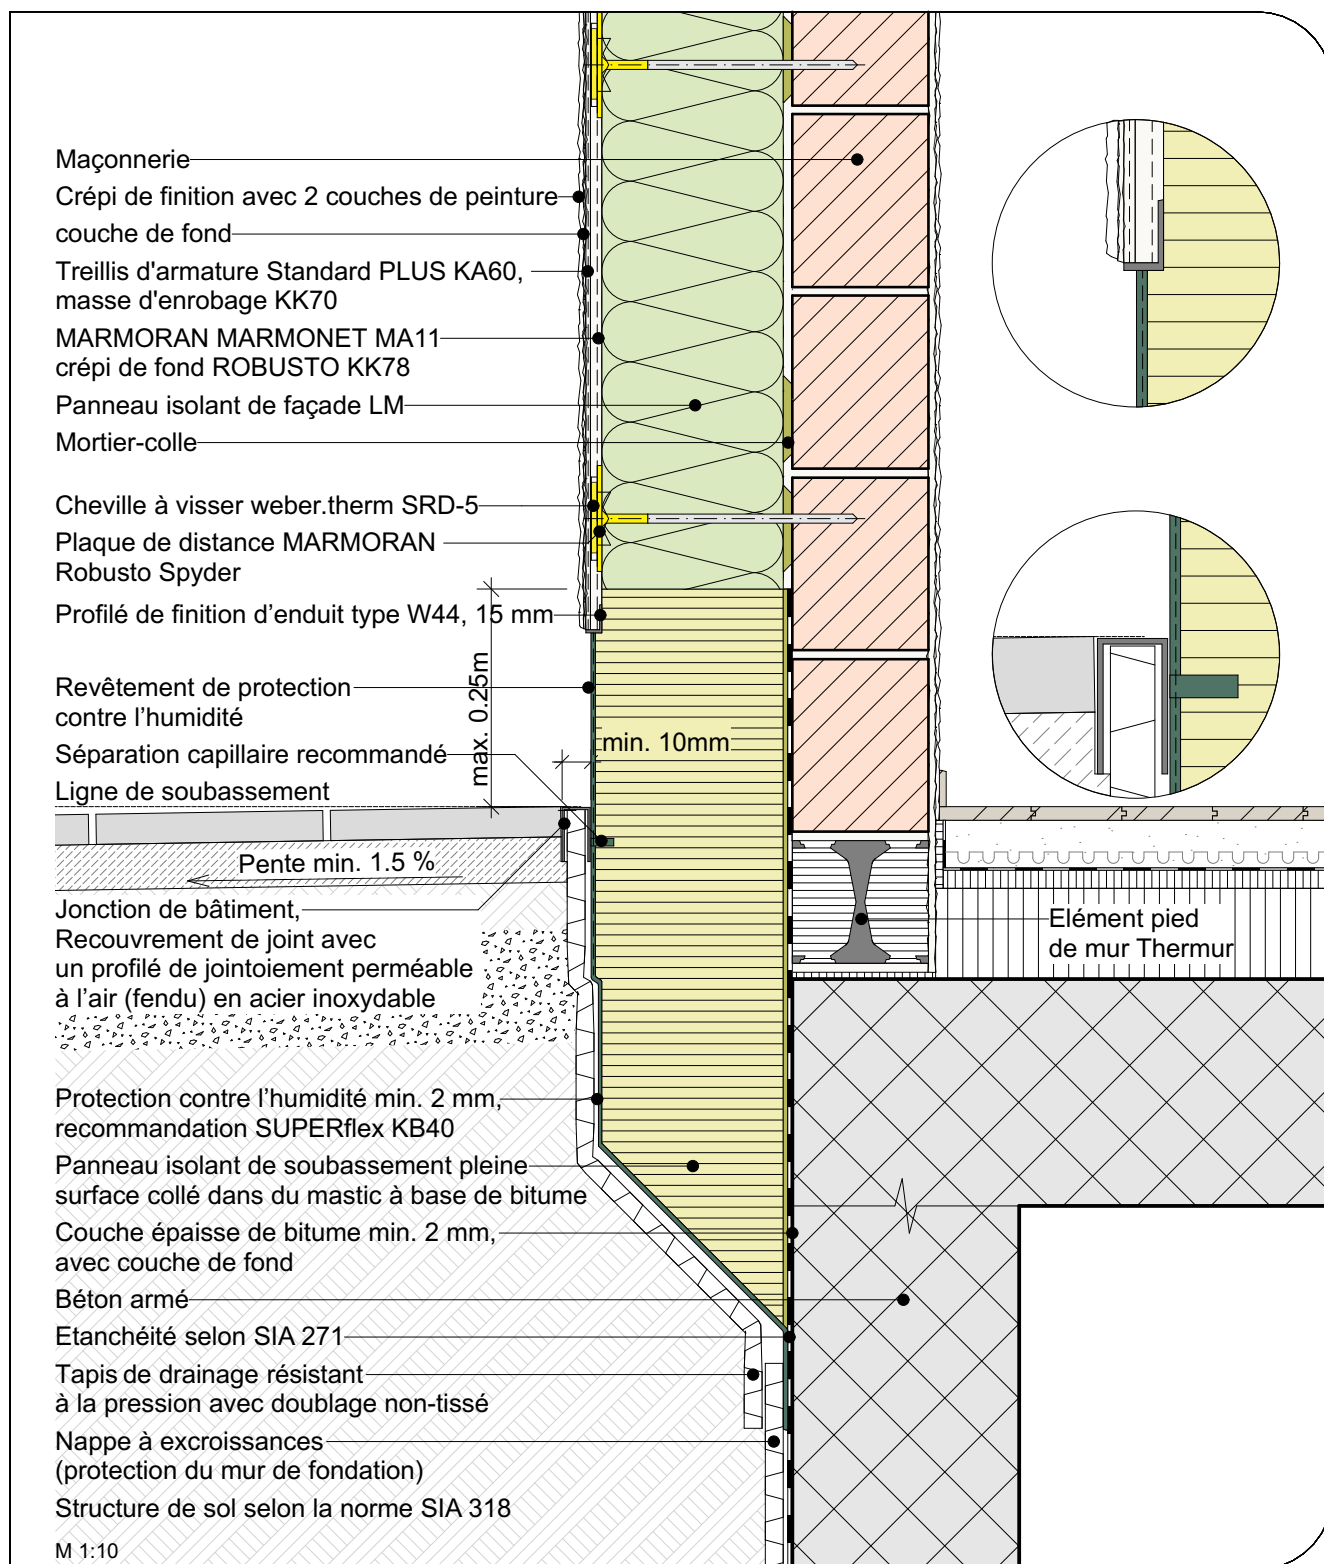 Maçonnerie
Crépi de finition avec 2 couches de peinture
couche de fond
Treillis d'armature Standard PLUS KA60,
masse d'enrobage KK70
MARMORAN MARMONET MA11
crépi de fond ROBUSTO KK78
Panneau isolant de façade LM
Mortier-colle
Cheville à visser weber.therm SRD-5
Plaque de distance MARMORAN
Robusto Spyder
Profilé de finition d’enduit type W44, 15 mm
max. 0.25m
Revêtement de protection
contre l’humidité
min. 10mm
Séparation capillaire recommandé
Ligne de soubassement
Pente min. 1.5 %
Jonction de bâtiment,
Recouvrement de joint avec
un profilé de jointoiement perméable
à l’air (fendu) en acier inoxydable
Elément pied
de mur Thermur
Protection contre l’humidité min. 2 mm,
recommandation SUPERflex KB40
Panneau isolant de soubassement pleine
surface collé dans du mastic à base de bitume
Couche épaisse de bitume min. 2 mm,
avec couche de fond
Béton armé
Etanchéité selon SIA 271
Tapis de drainage résistant
à la pression avec doublage non-tissé
Nappe à excroissances
(protection du mur de fondation)
Structure de sol selon la norme SIA 318
M 1:10